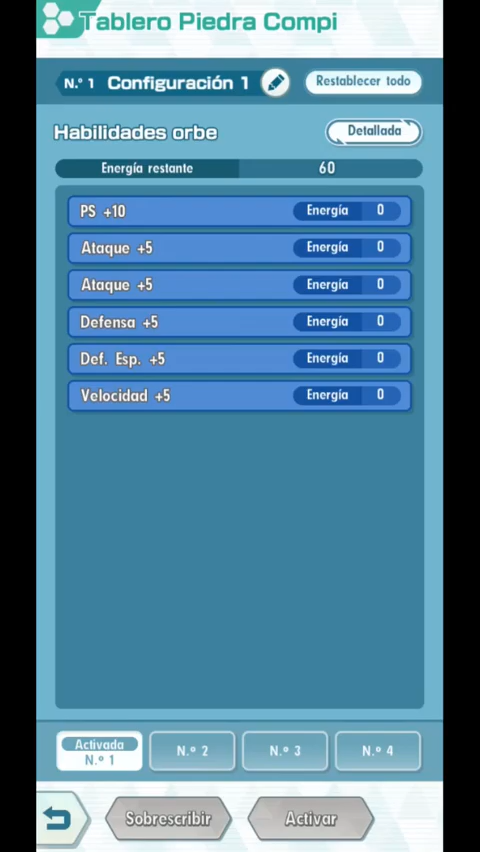 Tablero Piedra Compi
N.º 1 Configuración 1 Restablecer todo
Habilidades orbe Detallada
Energía restante 60
PS +10 Energía 0
Ataque +5 Energía 0
Ataque +5 Energía 0
Defensa +5 Energía 0
Def. Esp. +5 Energía 0
Velocidad +5 Energía 0
Activada
N.º 1 N.º 2 N.º 3 N.º 4
Sobrescribir Activar